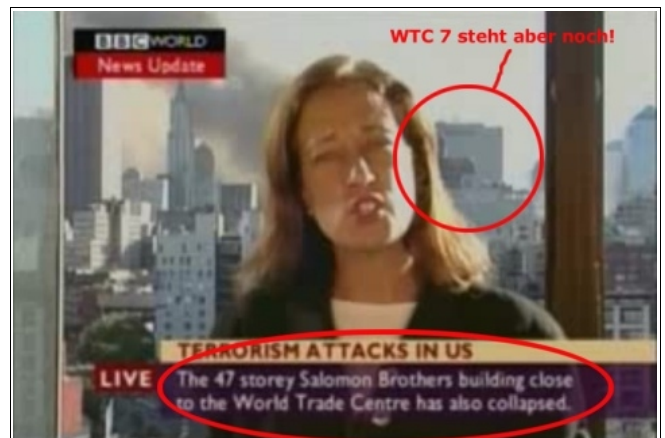 BBC WORLD
News Update
WTC 7 steht aber noch!
TERRORISM ATTACKS IN US
LIVE
The 47 storey Salomon Brothers building close
to the World Trade Centre has also collapsed.